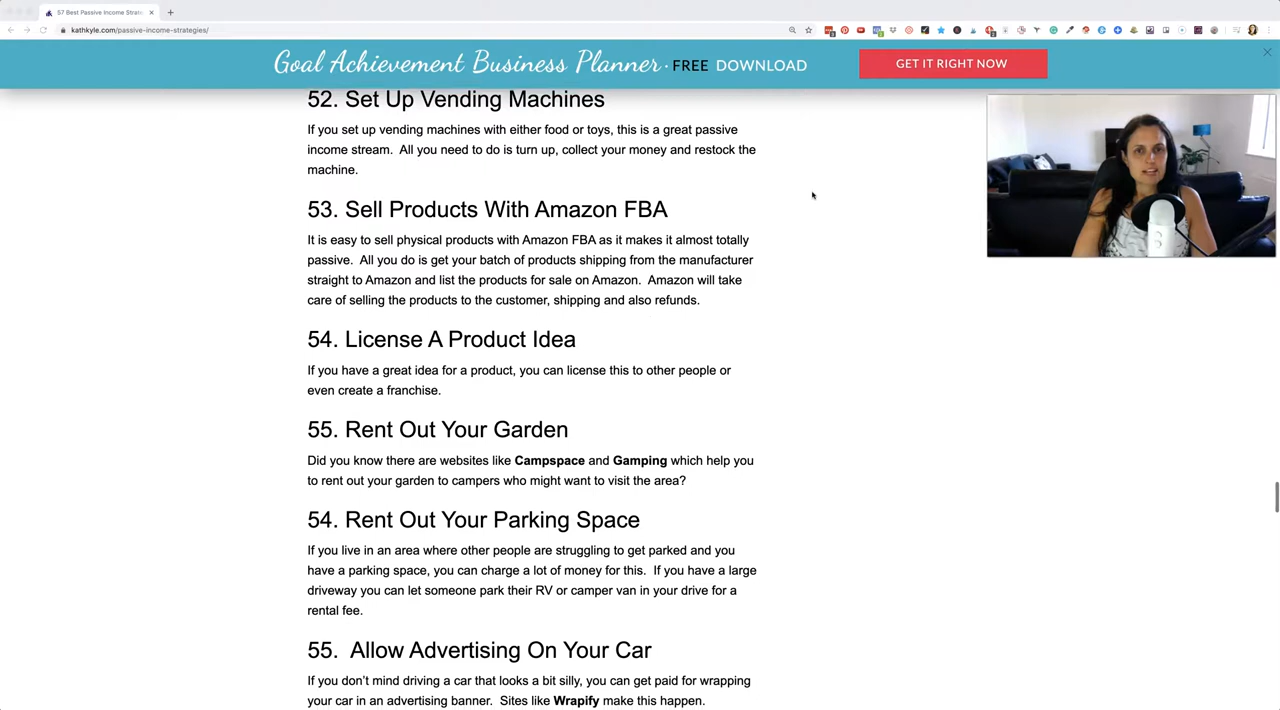 57 Best Passive Income Strate
kathkyle.com/passive-income-strategies/
Goal Achievement Business Planner · FREE DOWNLOAD
GET IT RIGHT NOW
52. Set Up Vending Machines
If you set up vending machines with either food or toys, this is a great passive
income stream.  All you need to do is turn up, collect your money and restock the
machine.
53. Sell Products With Amazon FBA
It is easy to sell physical products with Amazon FBA as it makes it almost totally
passive.  All you do is get your batch of products shipping from the manufacturer
straight to Amazon and list the products for sale on Amazon.  Amazon will take
care of selling the products to the customer, shipping and also refunds.
54. License A Product Idea
If you have a great idea for a product, you can license this to other people or
even create a franchise.
55. Rent Out Your Garden
Did you know there are websites like Campspace and Gamping which help you
to rent out your garden to campers who might want to visit the area?
54. Rent Out Your Parking Space
If you live in an area where other people are struggling to get parked and you
have a parking space, you can charge a lot of money for this.  If you have a large
driveway you can let someone park their RV or camper van in your drive for a
rental fee.
55.  Allow Advertising On Your Car
If you don’t mind driving a car that looks a bit silly, you can get paid for wrapping
your car in an advertising banner.  Sites like Wrapify make this happen.